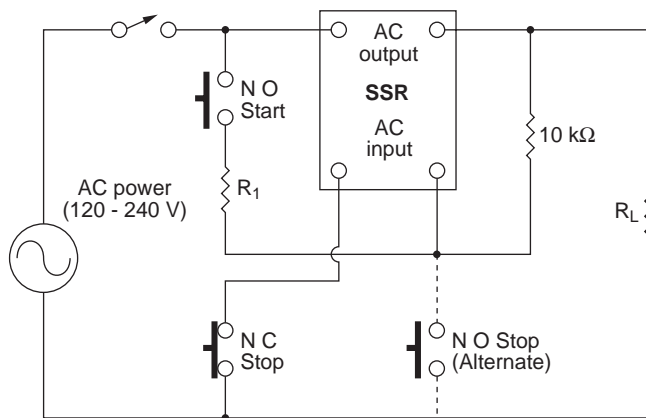 AC
output
SSR
AC
input
N O
Start
10 kΩ
R1
AC power
(120 - 240 V)
RL
N C
Stop
N O Stop
(Alternate)